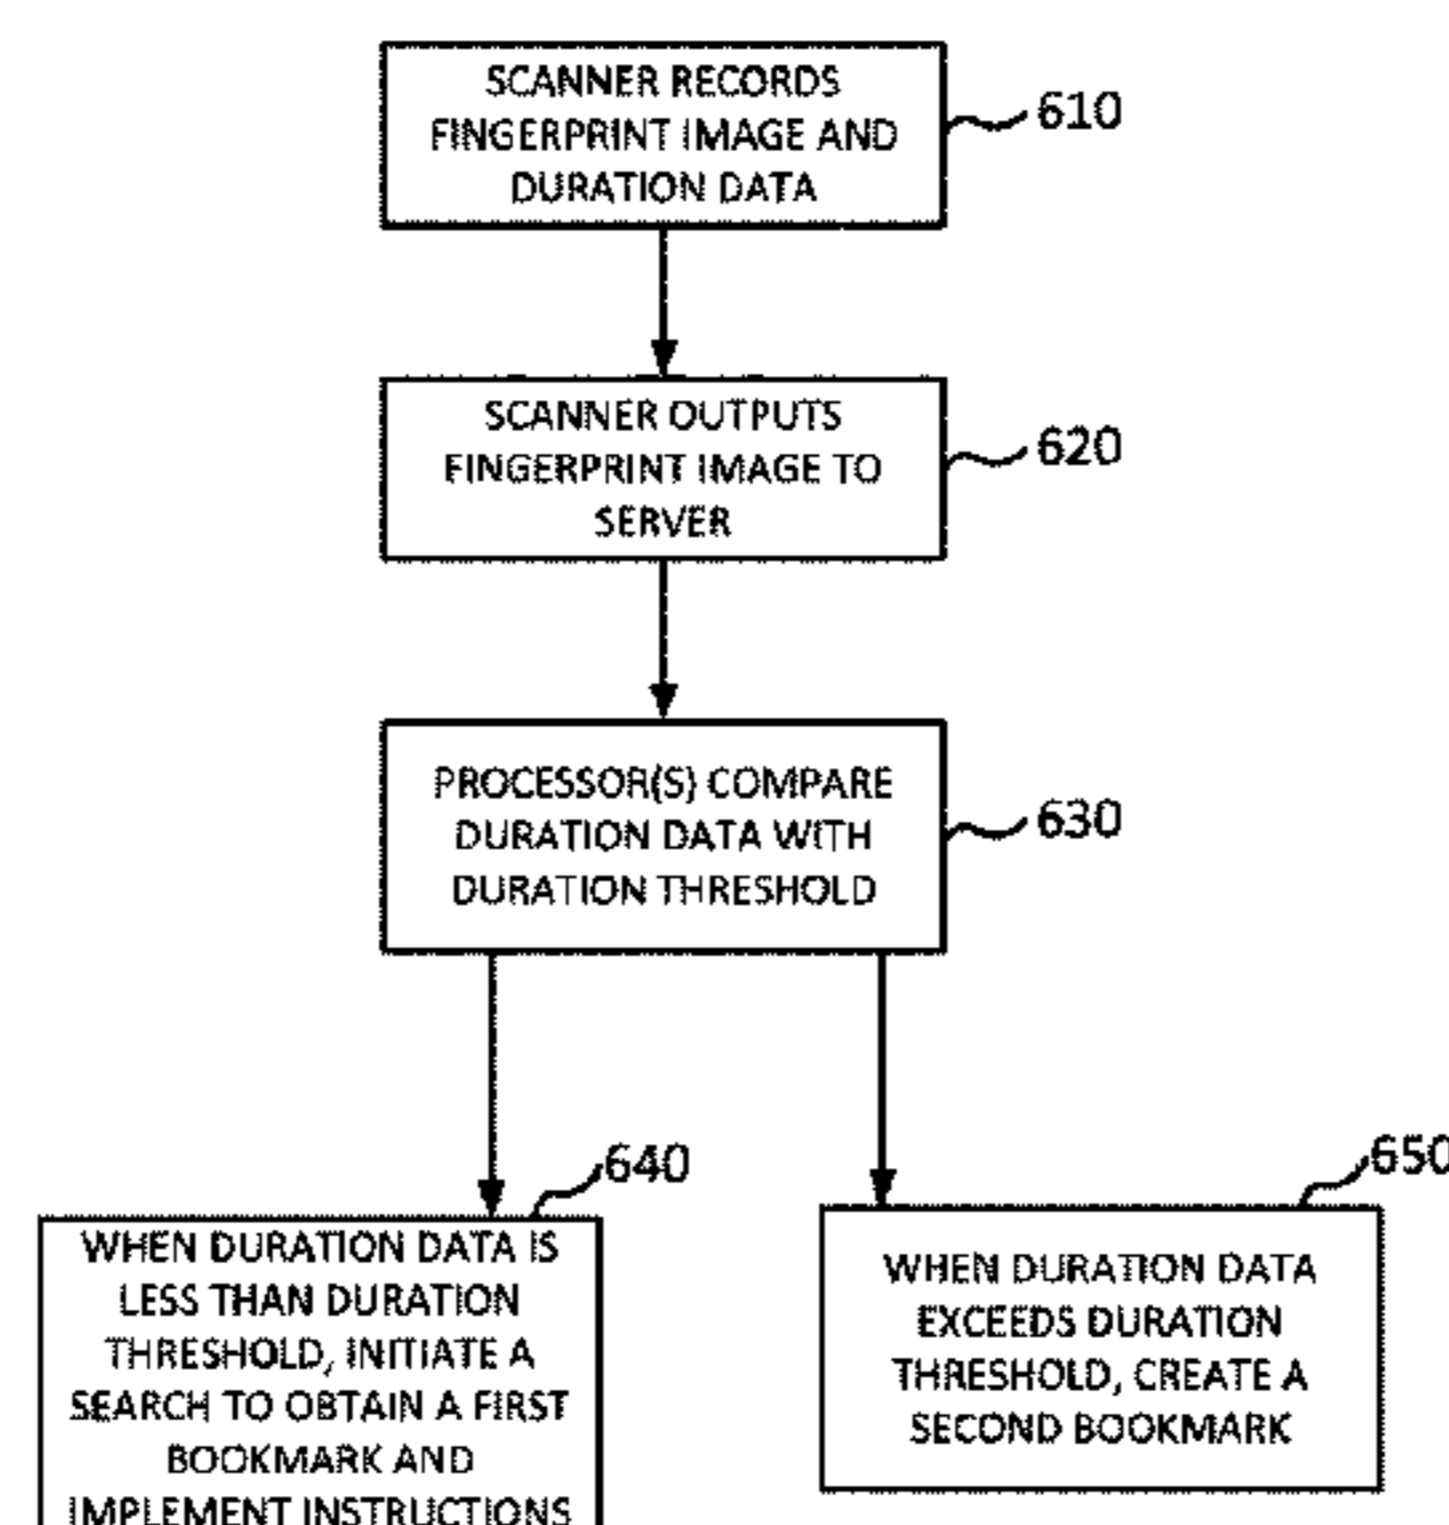 SCANNER RECORDS
FINGERPRINT IMAGE AND
DURATION DATA
610
SCANNER OUTPUTS
FINGERPRINT IMAGE TO
SERVER
620
PROCESSOR(S) COMPARE
DURATION DATA WITH
DURATION THRESHOLD
630
640
WHEN DURATION DATA IS
LESS THAN DURATION
THRESHOLD, INITIATE A
SEARCH TO OBTAIN A FIRST
BOOKMARK AND
IMPLEMENT INSTRUCTIONS
650
WHEN DURATION DATA
EXCEEDS DURATION
THRESHOLD, CREATE A
SECOND BOOKMARK